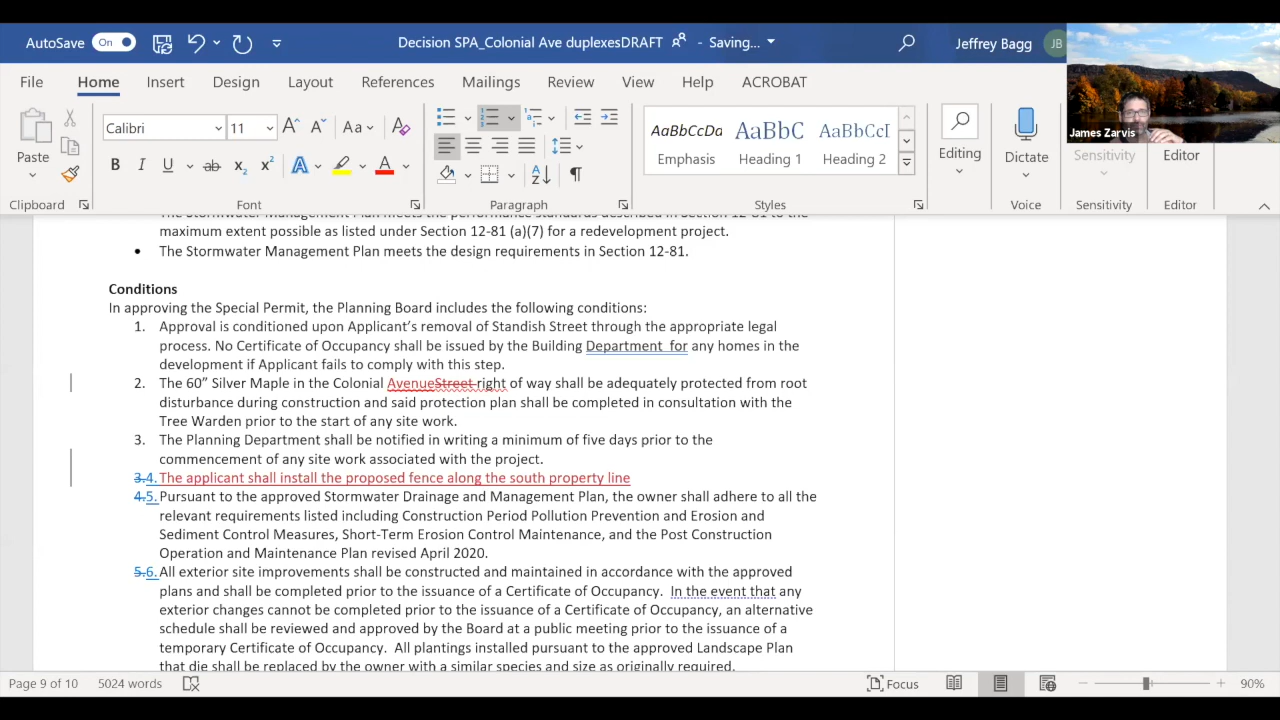 AutoSave On Decision SPA_Colonial Ave duplexesDRAFT - Saving... Jeffrey Bagg JB
File Home Insert Design Layout References Mailings Review View Help ACROBAT
James Zarvis
Calibri 11 Aa
AaBbCcDa AaBbC AaBbCcI
Paste Emphasis Heading 1 Heading 2 Editing Dictate Sensitivity Editor
Clipboard Font Paragraph Styles Voice Sensitivity Editor
The Stormwater Management Plan meets the performance standards described in Section 12-81 to the
maximum extent possible as listed under Section 12-81 (a)(7) for a redevelopment project.
• The Stormwater Management Plan meets the design requirements in Section 12-81.
Conditions
In approving the Special Permit, the Planning Board includes the following conditions:
1. Approval is conditioned upon Applicant's removal of Standish Street through the appropriate legal
process. No Certificate of Occupancy shall be issued by the Building Department for any homes in the
development if Applicant fails to comply with this step.
2. The 60" Silver Maple in the Colonial AvenueStreet right of way shall be adequately protected from root
disturbance during construction and said protection plan shall be completed in consultation with the
Tree Warden prior to the start of any site work.
3. The Planning Department shall be notified in writing a minimum of five days prior to the
commencement of any site work associated with the project.
3.4. The applicant shall install the proposed fence along the south property line
4.5. Pursuant to the approved Stormwater Drainage and Management Plan, the owner shall adhere to all the
relevant requirements listed including Construction Period Pollution Prevention and Erosion and
Sediment Control Measures, Short-Term Erosion Control Maintenance, and the Post Construction
Operation and Maintenance Plan revised April 2020.
5.6. All exterior site improvements shall be constructed and maintained in accordance with the approved
plans and shall be completed prior to the issuance of a Certificate of Occupancy. In the event that any
exterior changes cannot be completed prior to the issuance of a Certificate of Occupancy, an alternative
schedule shall be reviewed and approved by the Board at a public meeting prior to the issuance of a
temporary Certificate of Occupancy. All plantings installed pursuant to the approved Landscape Plan
that die shall be replaced by the owner with a similar species and size as originally required.
Page 9 of 10 5024 words Focus 90%